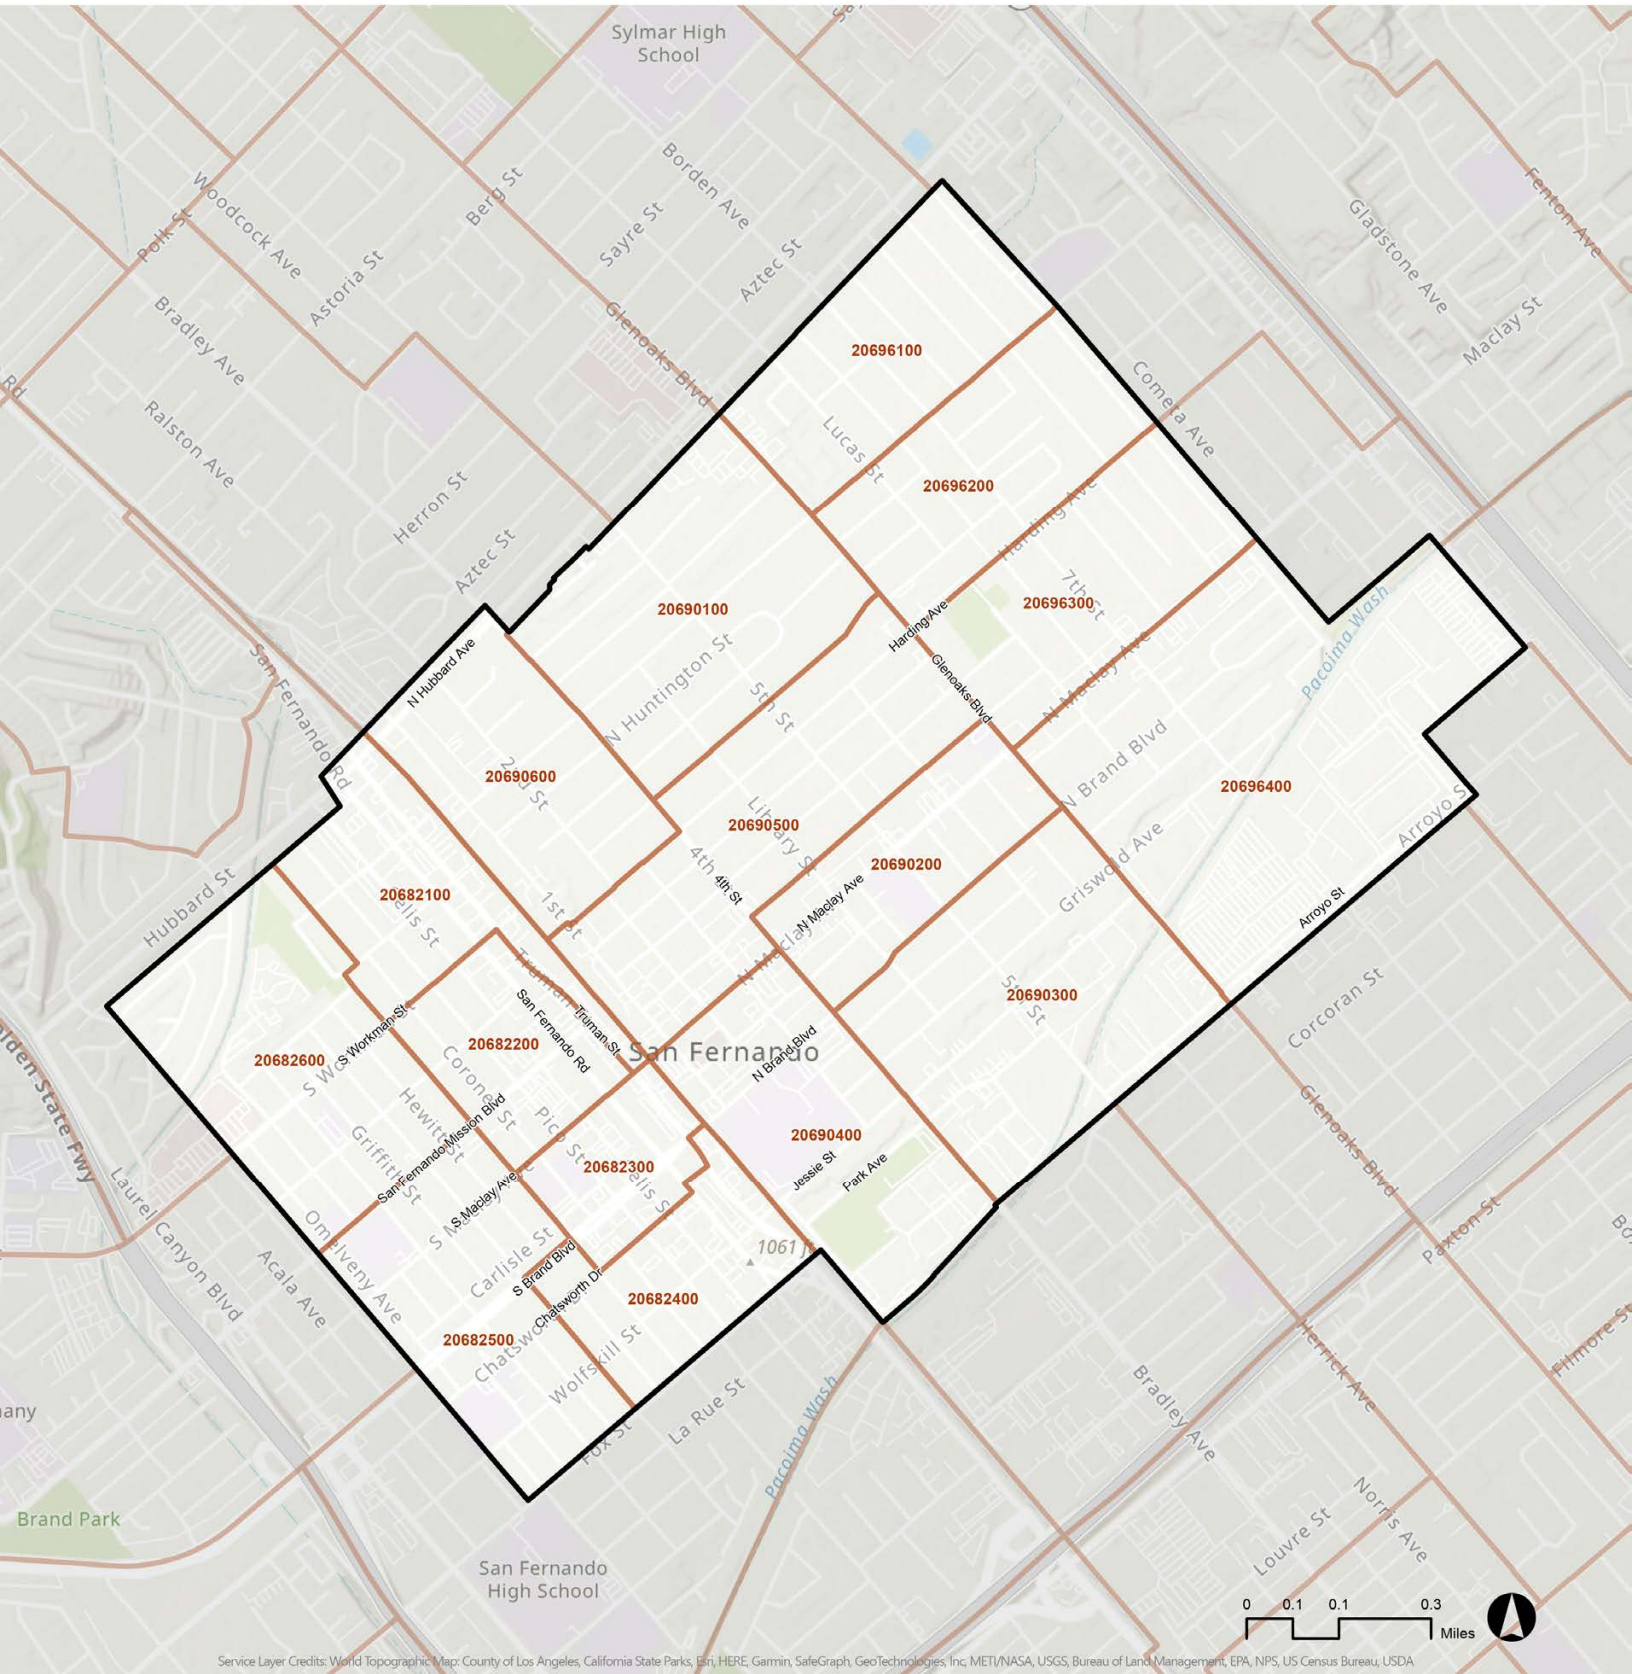 Sylmar High
School
Borden Ave
Berg St
Woodcock Ave
Sayre St
Polk St
Fenton Ave
Gladstone Ave
Aztec St
Astoria St
Maclay St
Bradley Ave
Glenoaks Blvd
20696100
Rd
Cometa Ave
Ralston Ave
Lucas St
20696200
Herron St
Harding Ave
Aztec St
7th St
20696300
20690100
Harding Ave
Pacoima Wash
N Hubbard Ave
N Huntington St
N Maclay Ave
Glenoaks Blvd
5th St
San Fernando Rd
N Brand Blvd
20690600
2nd St
20696400
Library St
20690500
Arroyo S
4th St
20690200
Griswold Ave
4th St
N Maclay Ave
20682100
Hubbard St
Arroyo St
1st St
N Maclay
Truman
5th St
20690300
San Fernando Rd
Truman St
Corcoran St
S Workman St
20682200
San Fernando
N Brand Blvd
20682600
Coronel St
S Wo
Golden State Fwy
Hewitt St
San Fernando Mission Blvd
Pico St
Glenoaks Blvd
20690400
Griffith St
20682300
Jessie St
Park Ave
S Maclay Ave
Laurel Canyon Blvd
Omelveny Ave
Carlisle St
1061 ft
Paxton St
S Brand Blvd
Acala Ave
Chatsworth Dr
20682400
20682500
Chatswo
Wolfskill St
Filmore St
Herrick Ave
Pacoima Wash
La Rue St
Bradley Ave
Fox St
Brand Park
Norris Ave
Louvre St
San Fernando
High School
0 0.1 0.1 0.3
Miles
Service Layer Credits: World Topographic Map: County of Los Angeles, California State Parks, Esri, HERE, Garmin, SafeGraph, GeoTechnologies, Inc, METI/NASA, USGS, Bureau of Land Management, EPA, NPS, US Census Bureau, USDA